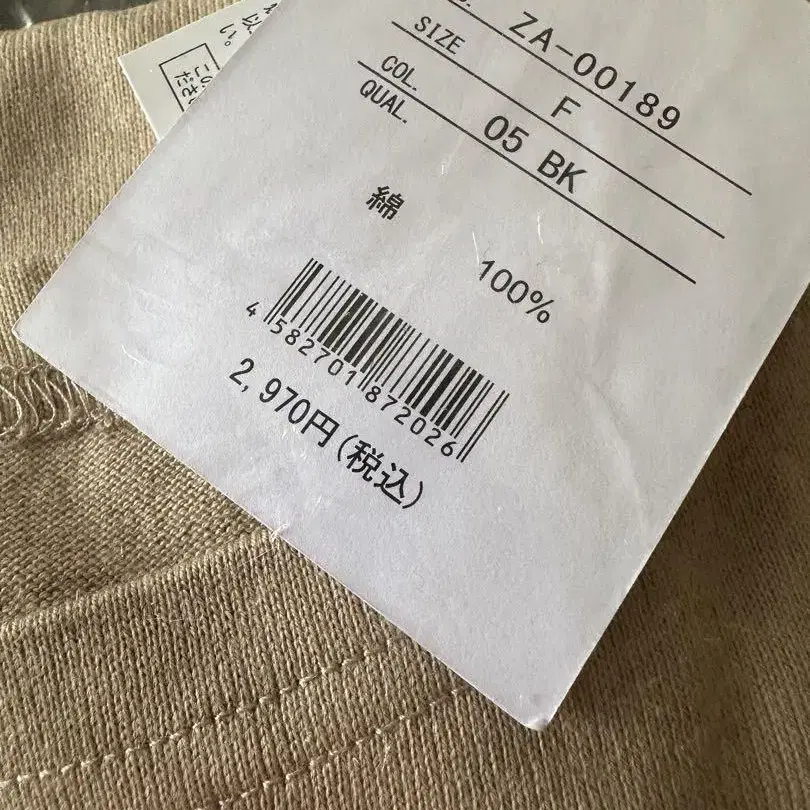 ZA-00189
SIZE
F
COL.
05 BK
QUAL.
綿
100%
4 582701 872026
2,970円(税込)
い。